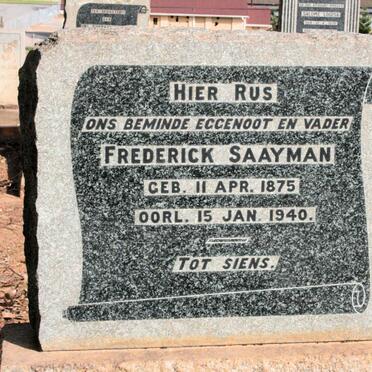 HIER RUS
ONS BEMINDE EGGENOOT EN VADER
FREDERICK SAAYMAN
GEB. 11 APR. 1875
OORL. 15 JAN. 1940.
TOT SIENS.